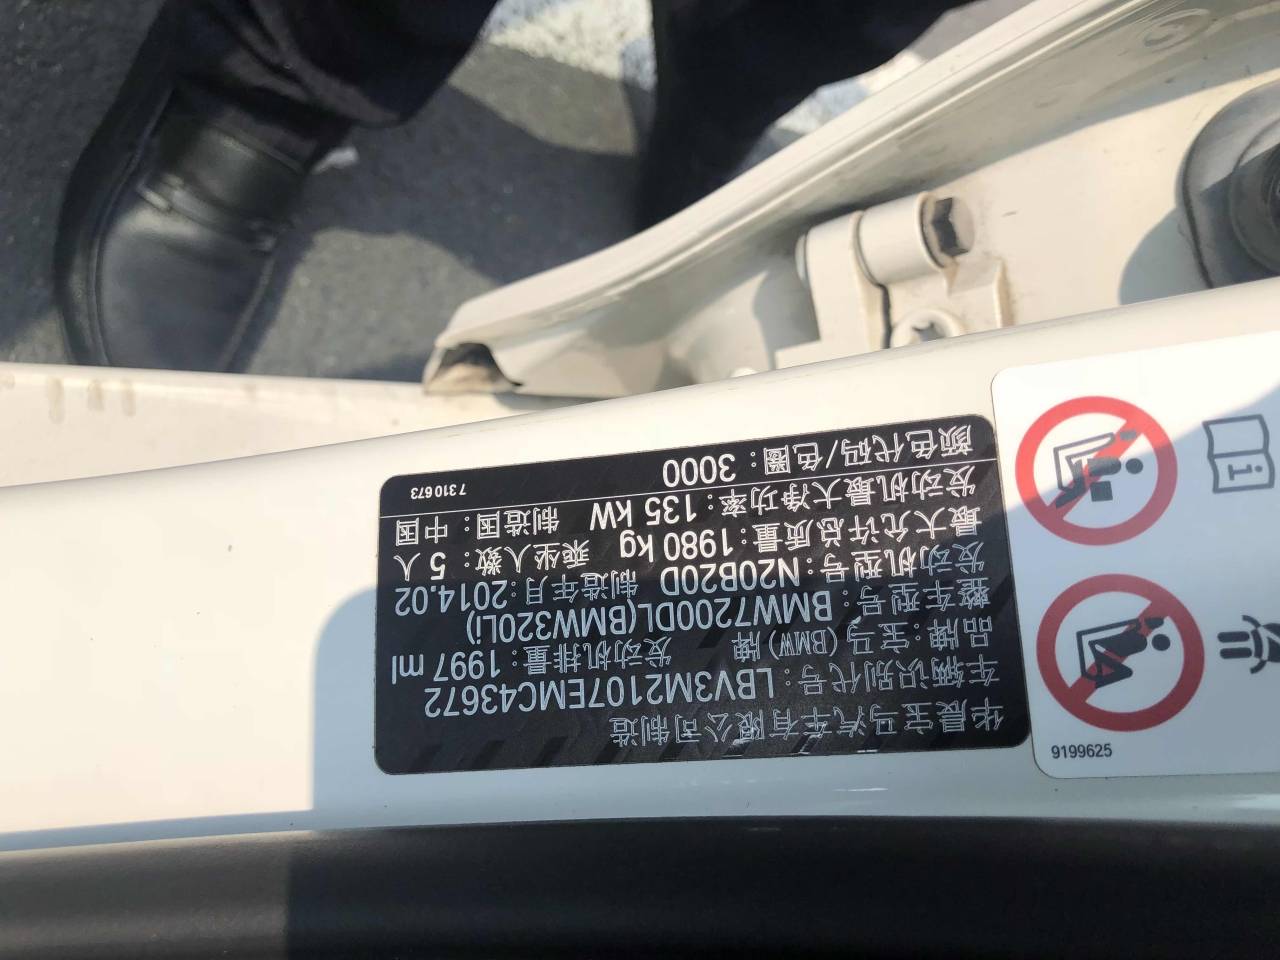 华晨宝马汽车有限公司制造
车辆识别代号：LBV3M2107EMC43672
品牌：宝马(BMW)牌 发动机排量：1997 ml
整车型号：BMW7200DL(BMW320Li)
发动机型号：N20B20D 制造年月：2014.02
最大允许总质量：1980 kg 乘坐人数：5 人
发动机最大净功率：135 kW 制造国：中国
颜色代码/色圈：3000
7310673
9199625